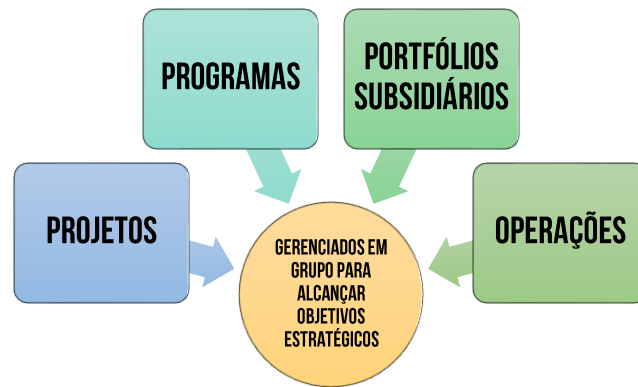 PROGRAMAS
PORTFÓLIOS
SUBSIDIÁRIOS
PROJETOS
OPERAÇÕES
GERENCIADOS EM
GRUPO PARA
ALCANÇAR
OBJETIVOS
ESTRATÉGICOS